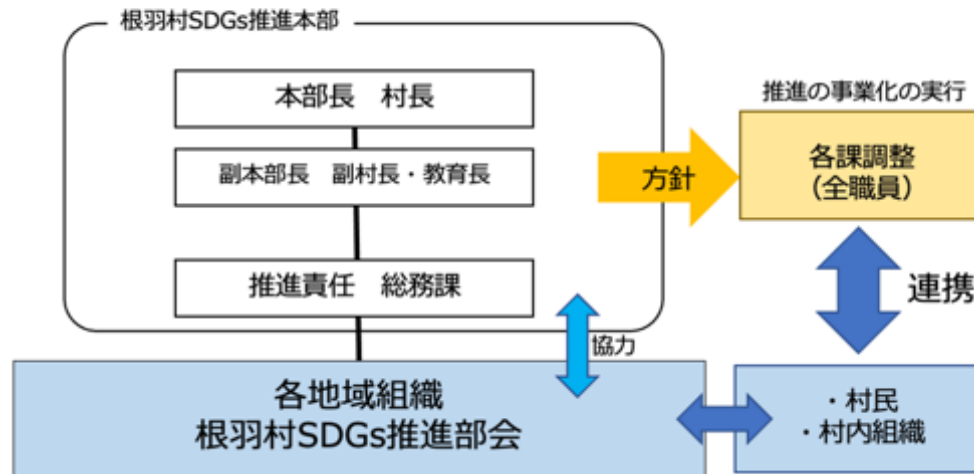 根羽村SDGs推進本部
本部長　村長
副本部長　副村長・教育長
推進責任　総務課
方針
推進の事業化の実行
各課調整
（全職員）
連携
協力
各地域組織
根羽村SDGs推進部会
・村民
・村内組織